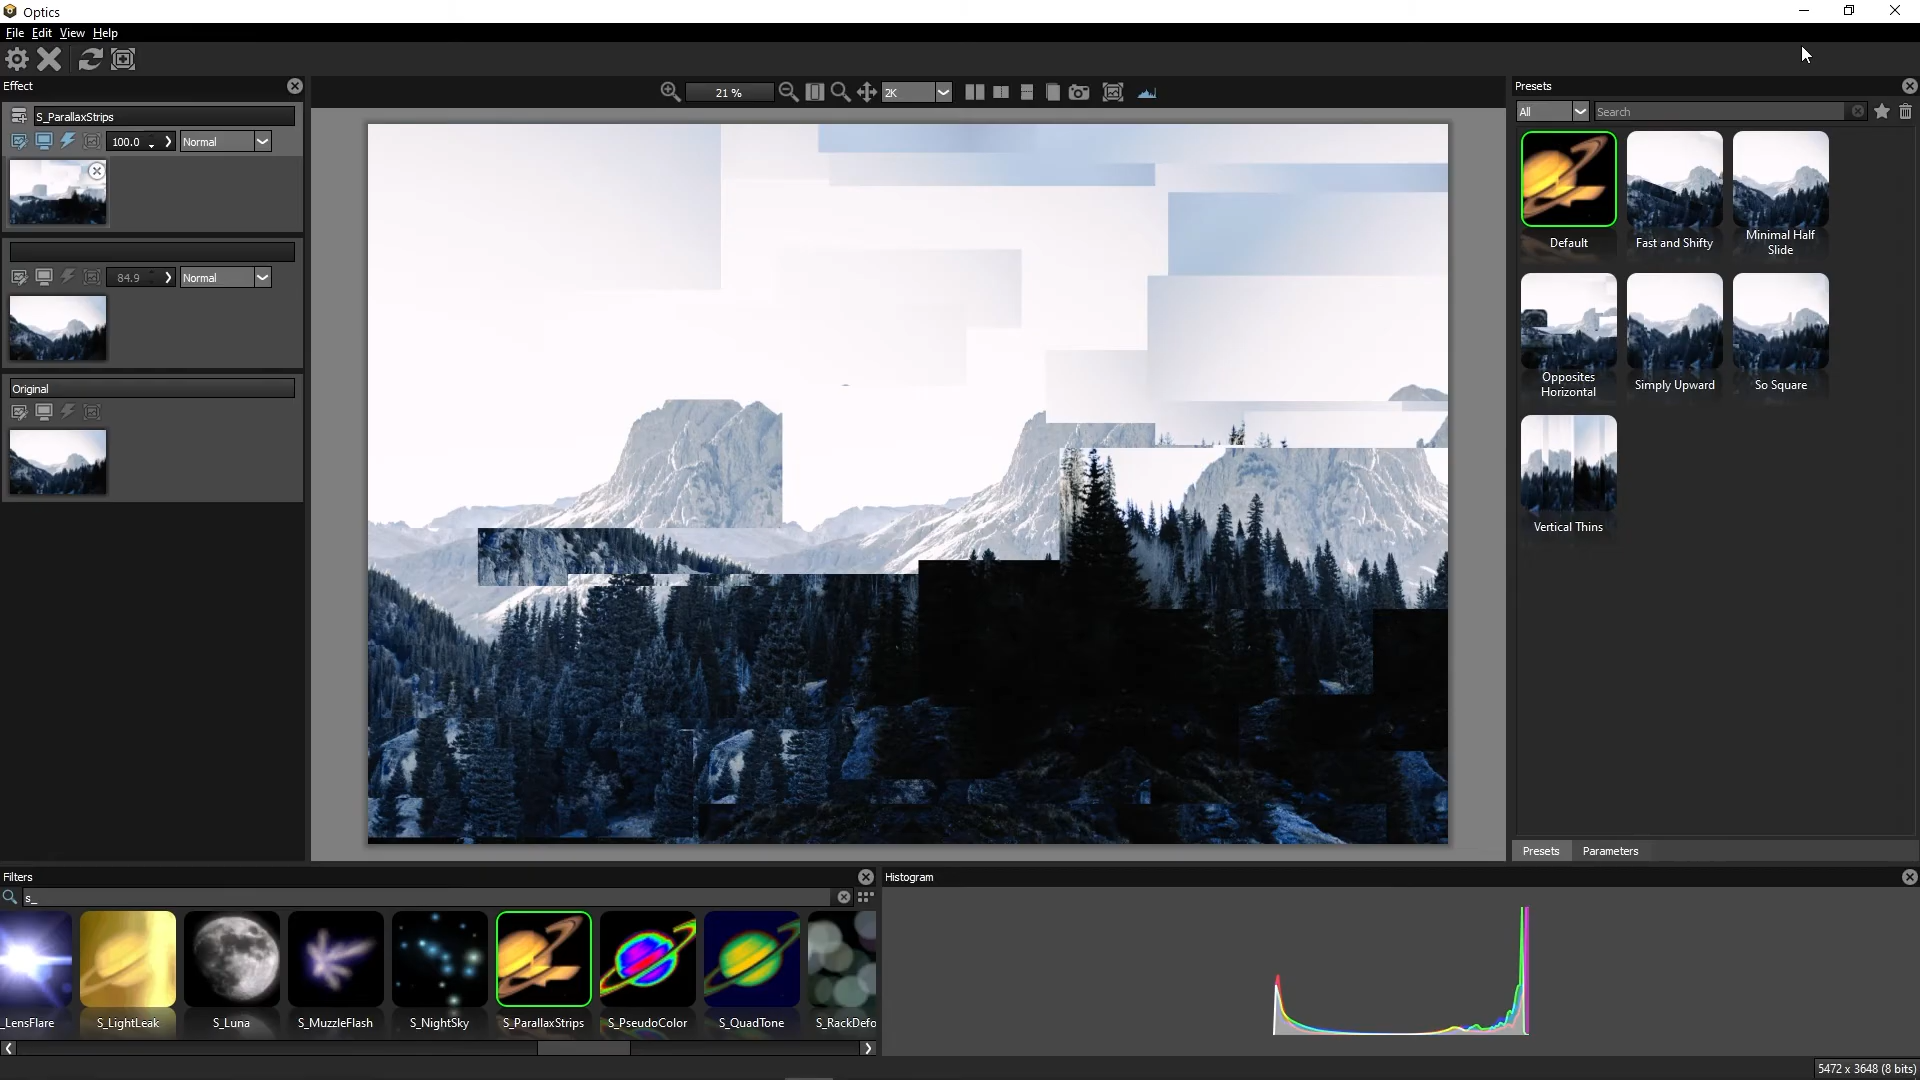 Optics
File Edit View Help
Effect
S_ParallaxStrips
100.0 Normal
84.9 Normal
Original
21 %
2K
Presets
All Search
Default
Fast and Shifty
Minimal Half
Slide
Opposites
Horizontal
Simply Upward
So Square
Vertical Thins
Presets Parameters
Filters
s_
_LensFlare
S_LightLeak
S_Luna
S_MuzzleFlash
S_NightSky
S_ParallaxStrips
S_PseudoColor
S_QuadTone
S_RackDefo
Histogram
5472 x 3648 (8 bits)